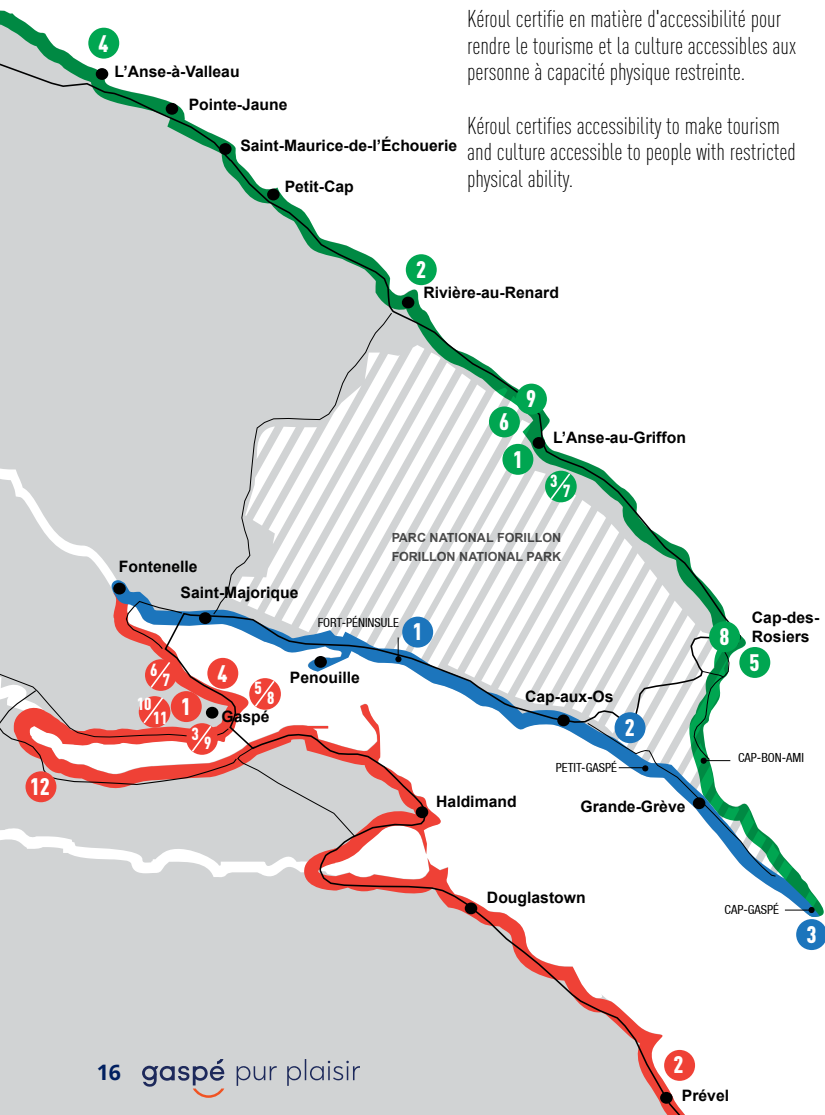 Kéroul certifie en matière d'accessibilité pour
rendre le tourisme et la culture accessibles aux
personne à capacité physique restreinte.
Kéroul certifies accessibility to make tourism
and culture accessible to people with restricted
physical ability.
4
L'Anse-à-Valleau
Pointe-Jaune
Saint-Maurice-de-l'Échouerie
Petit-Cap
2
Rivière-au-Renard
9
6
L'Anse-au-Griffon
1
3/7
PARC NATIONAL FORILLON
FORILLON NATIONAL PARK
Fontenelle
Saint-Majorique
FORT-PÉNINSULE
1
8
Cap-des-
Rosiers
5
Penouille
6/7
4
5/8
10/11
1
Gaspé
3/9
12
Cap-aux-Os
2
PETIT-GASPÉ
CAP-BON-AMI
Grande-Grève
Haldimand
Douglastown
CAP-GASPÉ
3
2
Prével
16 gaspé pur plaisir